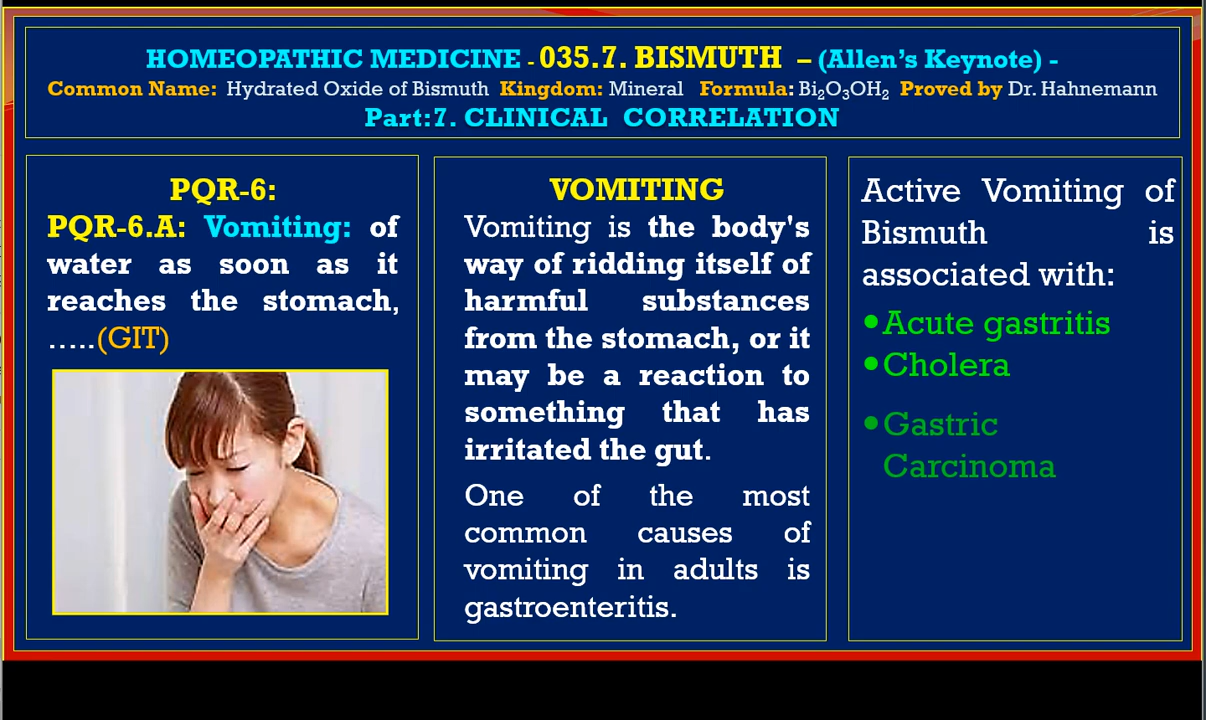 HOMEOPATHIC MEDICINE - 035.7. BISMUTH – (Allen’s Keynote) -
Common Name: Hydrated Oxide of Bismuth Kingdom: Mineral Formula: Bi₂O₃OH₂ Proved by Dr. Hahnemann
Part:7. CLINICAL CORRELATION
PQR-6:
PQR-6.A: Vomiting: of
water as soon as it
reaches the stomach,
…..(GIT)
VOMITING
Vomiting is the body's
way of ridding itself of
harmful substances
from the stomach, or it
may be a reaction to
something that has
irritated the gut.
One of the most
common causes of
vomiting in adults is
gastroenteritis.
Active Vomiting of
Bismuth is
associated with:
•Acute gastritis
•Cholera
•Gastric
Carcinoma